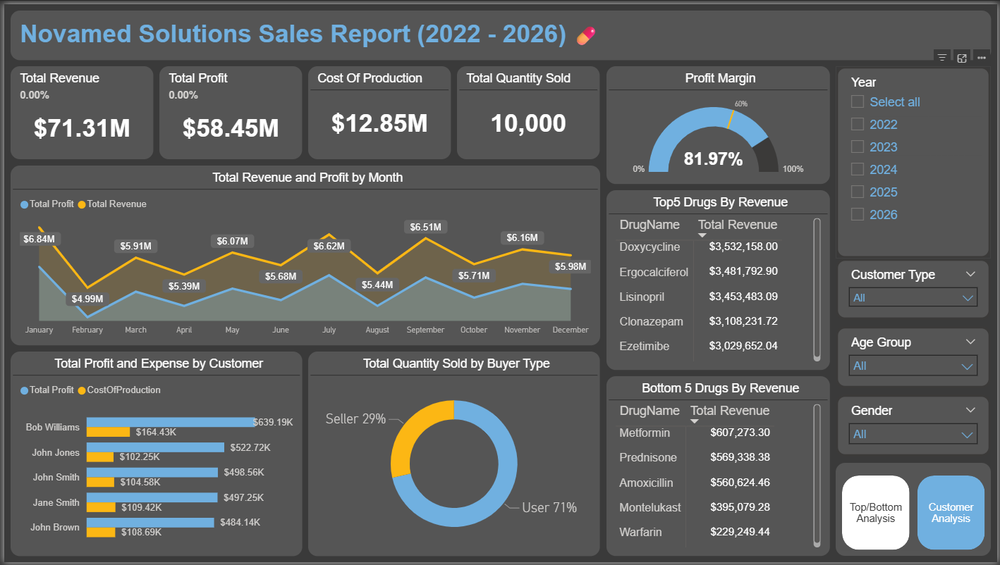 Novamed Solutions Sales Report (2022 - 2026)
Total Revenue
0.00%
$71.31M
Total Profit
0.00%
$58.45M
Cost Of Production
$12.85M
Total Quantity Sold
10,000
Profit Margin
60%
0%
81.97%
100%
Year
Select all
2022
2023
2024
2025
2026
Total Revenue and Profit by Month
Total Profit Total Revenue
$6.84M
$4.99M
$5.91M
$5.39M
$6.07M
$5.68M
$6.62M
$5.44M
$6.51M
$5.71M
$6.16M
$5.98M
January February March April May June July August September October November December
Top5 Drugs By Revenue
DrugName Total Revenue
Doxycycline $3,532,158.00
Ergocalciferol $3,481,792.90
Lisinopril $3,453,483.09
Clonazepam $3,108,231.72
Ezetimibe $3,029,652.04
Customer Type
All
Age Group
All
Gender
All
Total Profit and Expense by Customer
Total Profit CostOfProduction
Bob Williams $639.19K
$164.43K
John Jones $522.72K
$102.25K
John Smith $498.56K
$104.58K
Jane Smith $497.25K
$109.42K
John Brown $484.14K
$108.69K
Total Quantity Sold by Buyer Type
Seller 29%
User 71%
Bottom 5 Drugs By Revenue
DrugName Total Revenue
Metformin $607,273.30
Prednisone $569,338.38
Amoxicillin $560,624.46
Montelukast $395,079.28
Warfarin $229,249.44
Top/Bottom
Analysis
Customer
Analysis